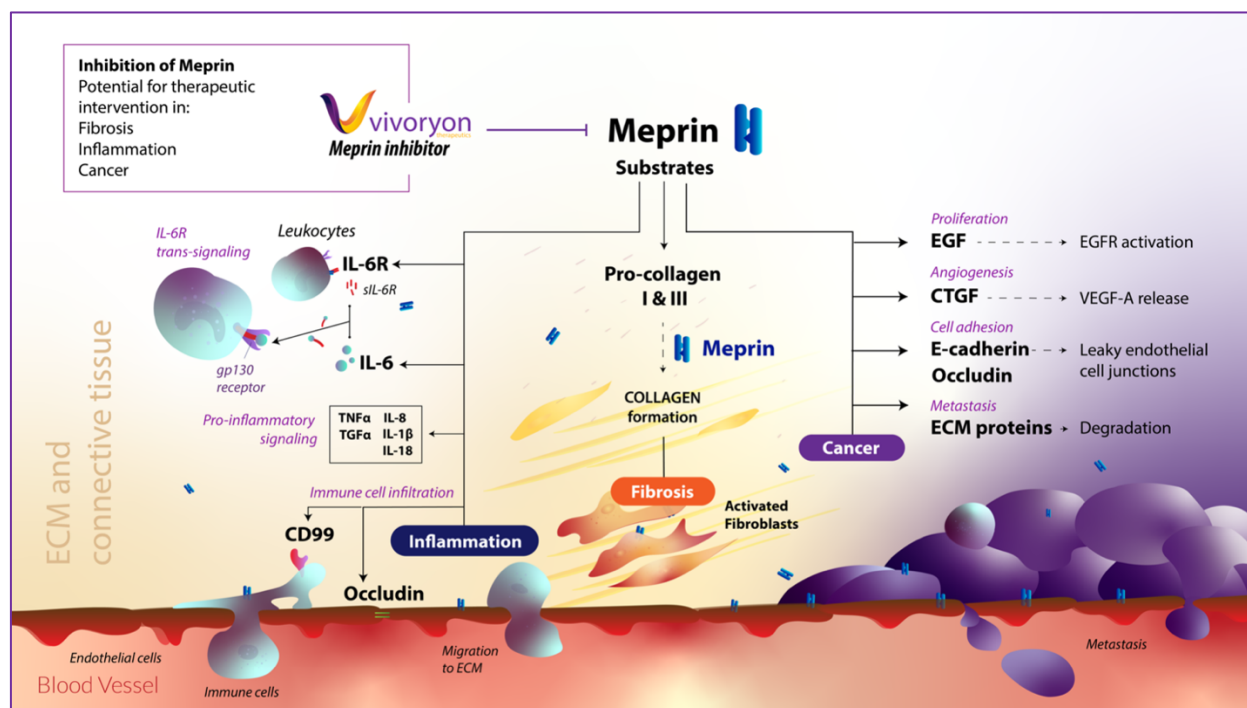 Inhibition of Meprin
Potential for therapeutic
intervention in:
Fibrosis
Inflammation
Cancer
vivoryon
therapeutics
Meprin inhibitor
Meprin
Substrates
IL-6R
trans-signaling
Leukocytes
IL-6R
sIL-6R
gp130
receptor
IL-6
Pro-inflammatory
signaling
TNFα IL-8
TGFα IL-1β
IL-18
Immune cell infiltration
CD99
Occludin
Inflammation
Pro-collagen
I & III
Meprin
COLLAGEN
formation
Fibrosis
Activated
Fibroblasts
Proliferation
EGF EGFR activation
Angiogenesis
CTGF VEGF-A release
Cell adhesion
E-cadherin Leaky endothelial
Occludin cell junctions
Metastasis
ECM proteins Degradation
Cancer
ECM and
connective tissue
Endothelial cells
Blood Vessel
Immune cells
Migration
to ECM
Metastasis